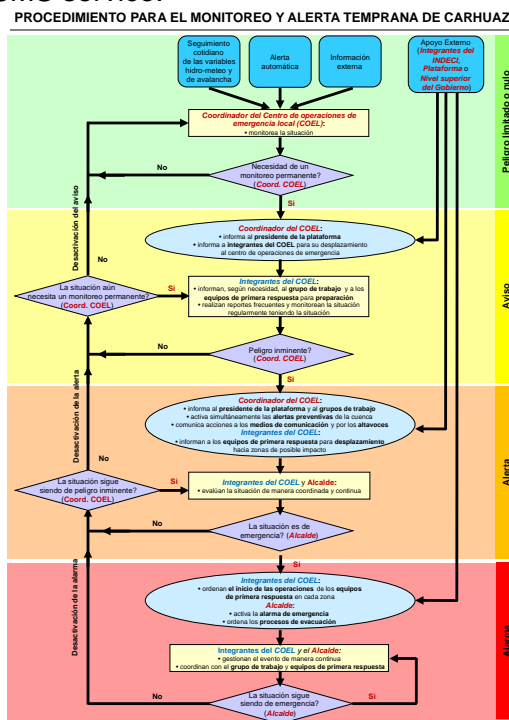 PROCEDIMIENTO PARA EL MONITOREO Y ALERTA TEMPRANA DE CARHUAZ
Seguimiento
cotidiano
de las variables
hidro-meteo y
de avalancha
Alerta
automática
Información
externa
Apoyo Externo
(Integrantes del
INDECI,
Plataforma o
Nivel superior
del Gobierno)
Peligro limitado o nulo
Coordinador del Centro de operaciones de
emergencia local (COEL):
• monitorea la situación
No
Necesidad de un
monitoreo permanente?
(Coord. COEL)
Si
Desactivación del aviso
Coordinador del COEL:
• informa al presidente de la plataforma
• informa a integrantes del COEL para su desplazamiento
al centro de operaciones de emergencia
Aviso
No
La situación aún
necesita un monitoreo permanente?
(Coord. COEL)
Si
Integrantes del COEL:
• informan, según necesidad, al grupo de trabajo y a los
equipos de primera respuesta para preparación
• realizan reportes frecuentes y monitorean la situación
regularmente teniendo la situación
No
Peligro inminente?
(Coord. COEL)
Si
Desactivación de la alerta
Coordinador del COEL:
• informa al presidente de la plataforma y al grupos de trabajo
• activa simultáneamente las alertas preventivas de la cuenca
• comunica acciones a los medios de comunicación y por los altavoces
Integrantes del COEL:
• informan a los equipos de primera respuesta para desplazamiento
hacia zonas de posible impacto
Alerta
No
La situación sigue
siendo de peligro inminente?
(Coord. COEL)
Si
Integrantes del COEL y Alcalde:
• evalúan la situación de manera coordinada y continua
No
La situación es de
emergencia? (Alcalde)
Si
Desactivación de la alarma
Integrantes del COEL:
• ordenan el inicio de las operaciones de los equipos
de primera respuesta en cada zona
Alcalde:
• activa la alarma de emergencia
• ordena los procesos de evacuación
Alarma
Integrantes del COEL y el Alcalde:
• gestionan el evento de manera continua
• coordinan con el grupo de trabajo y equipos de primera respuesta
No
La situación sigue
siendo de emergencia?
(Alcalde)
Si